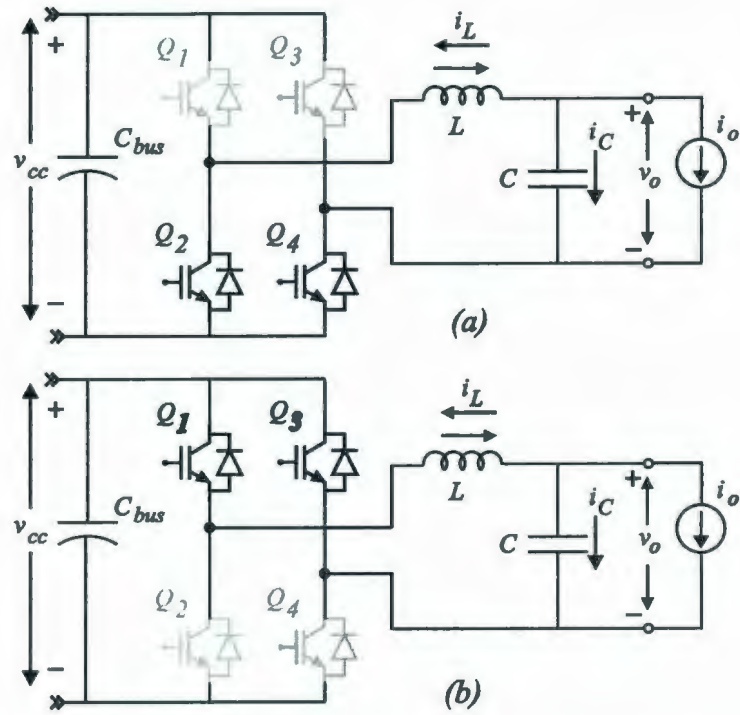 Q1 Q3
iL
+
Cbus
L
+
io
vcc
iC
C
vo
Q2 Q4
−
−
(a)
+
Q1 Q3
iL
Cbus
L
+
io
vcc
iC
C
vo
Q2 Q4
−
−
(b)